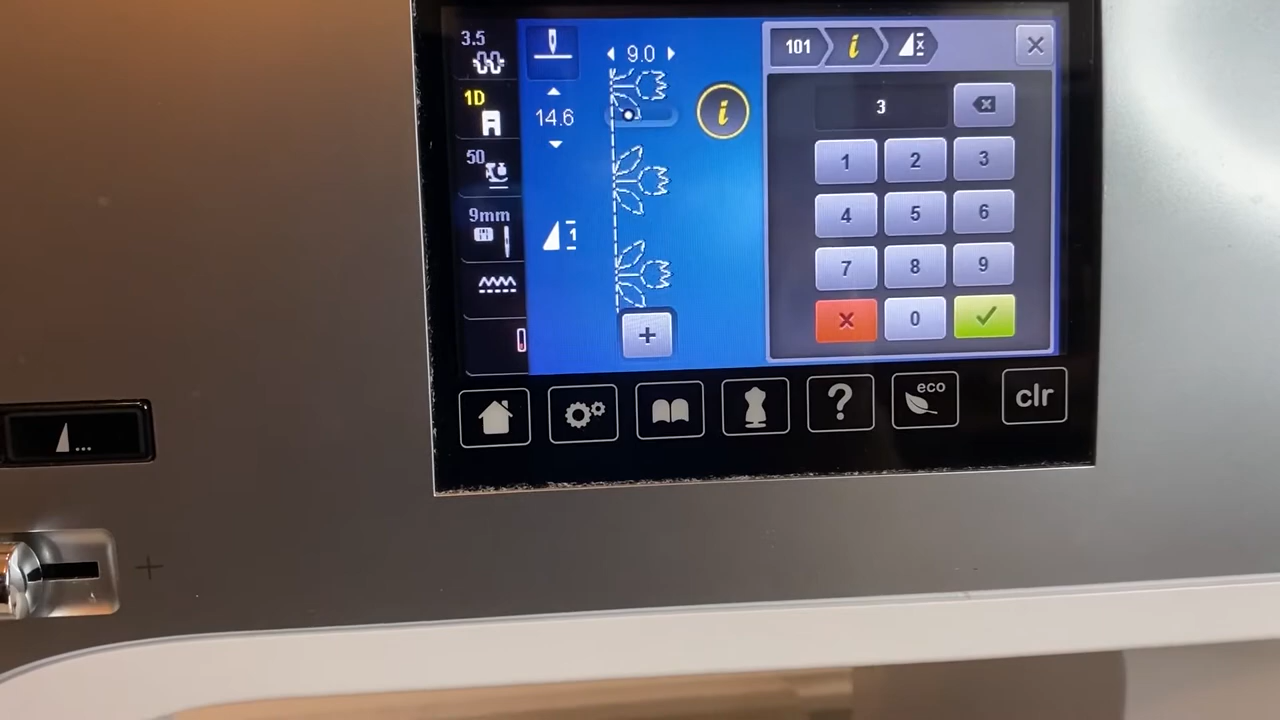 3.5
1D
50
9mm
9.0
14.6
1
i
101 i x
3
1 2 3
4 5 6
7 8 9
0
+
?
eco
clr
...
+